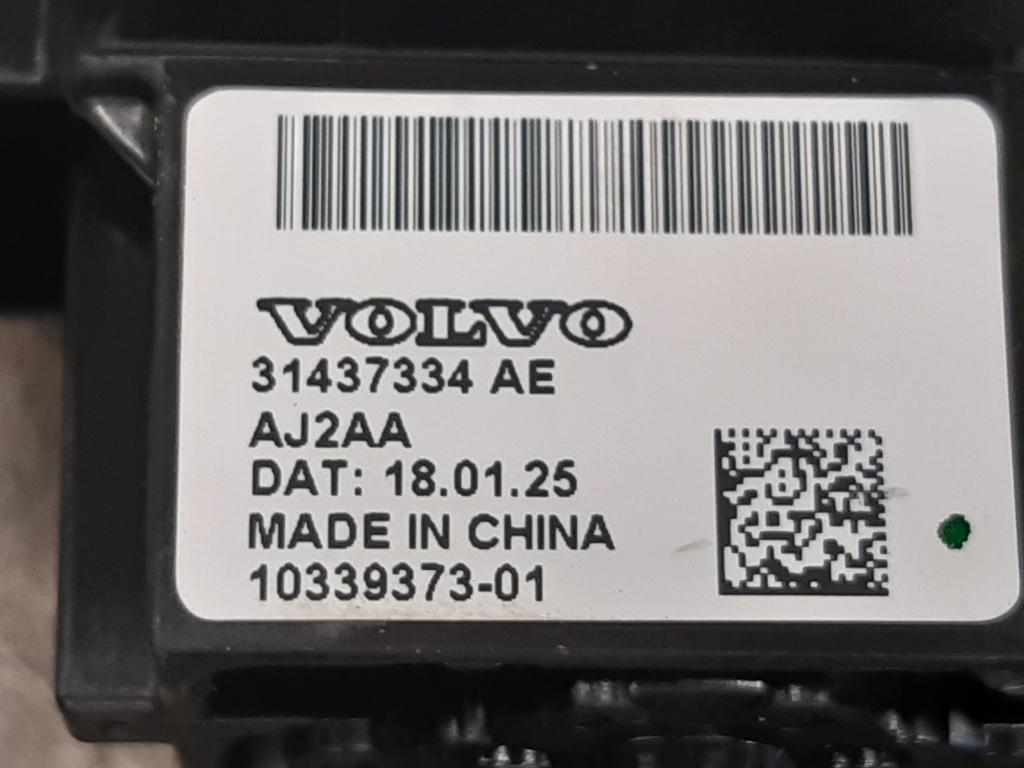 VOLVO
31437334 AE
AJ2AA
DAT: 18.01.25
MADE IN CHINA
10339373-01